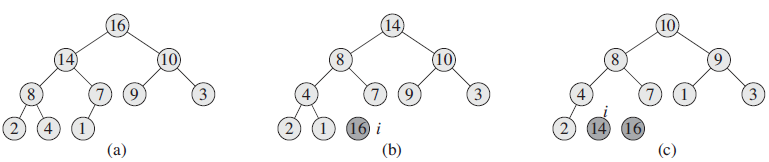 16 14 10
14 10 8 10 8 9
8 7 9 3 4 7 9 3 4 7 1 3
i
2 4 1 2 1 16 i 2 14 16
(a) (b) (c)